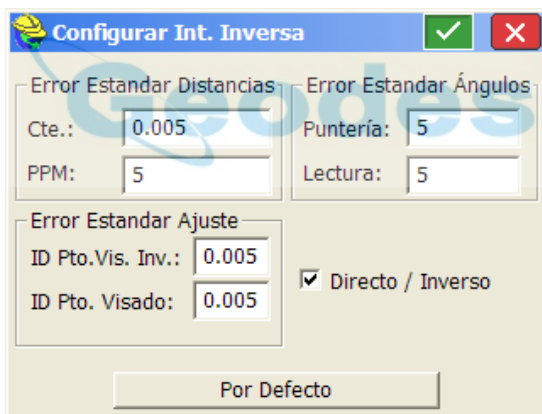 Configurar Int. Inversa
Error Estandar Distancias
Cte.: 0.005
PPM: 5
Error Estandar Ángulos
Puntería: 5
Lectura: 5
Error Estandar Ajuste
ID Pto.Vis. Inv.: 0.005
ID Pto. Visado: 0.005
Directo / Inverso
Por Defecto
Geodes